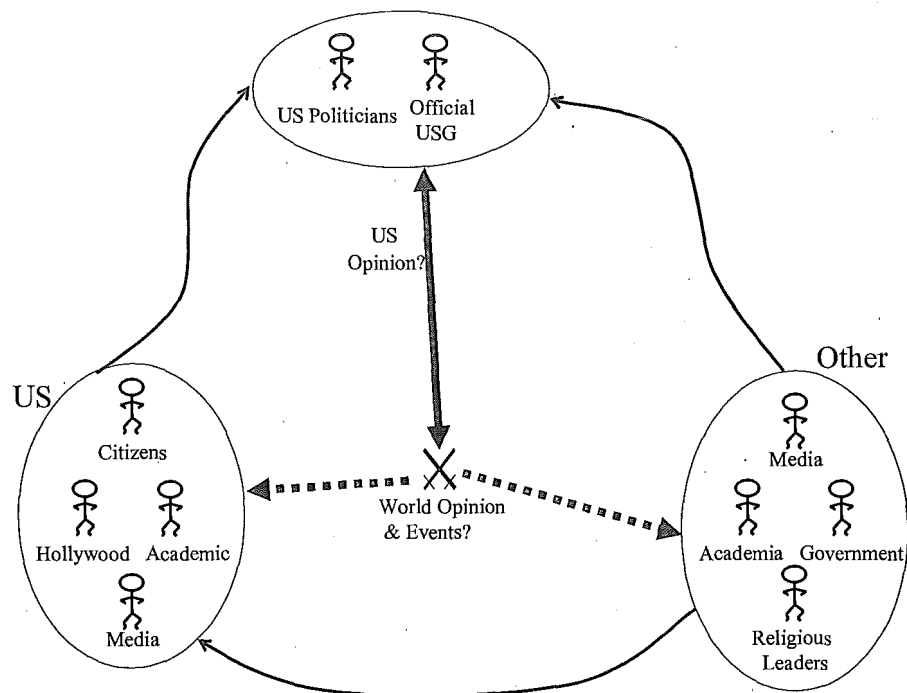 US Politicians
Official
USG
US
Opinion?
US
Citizens
Hollywood
Academic
Media
World Opinion
& Events?
Other
Media
Academia
Government
Religious
Leaders